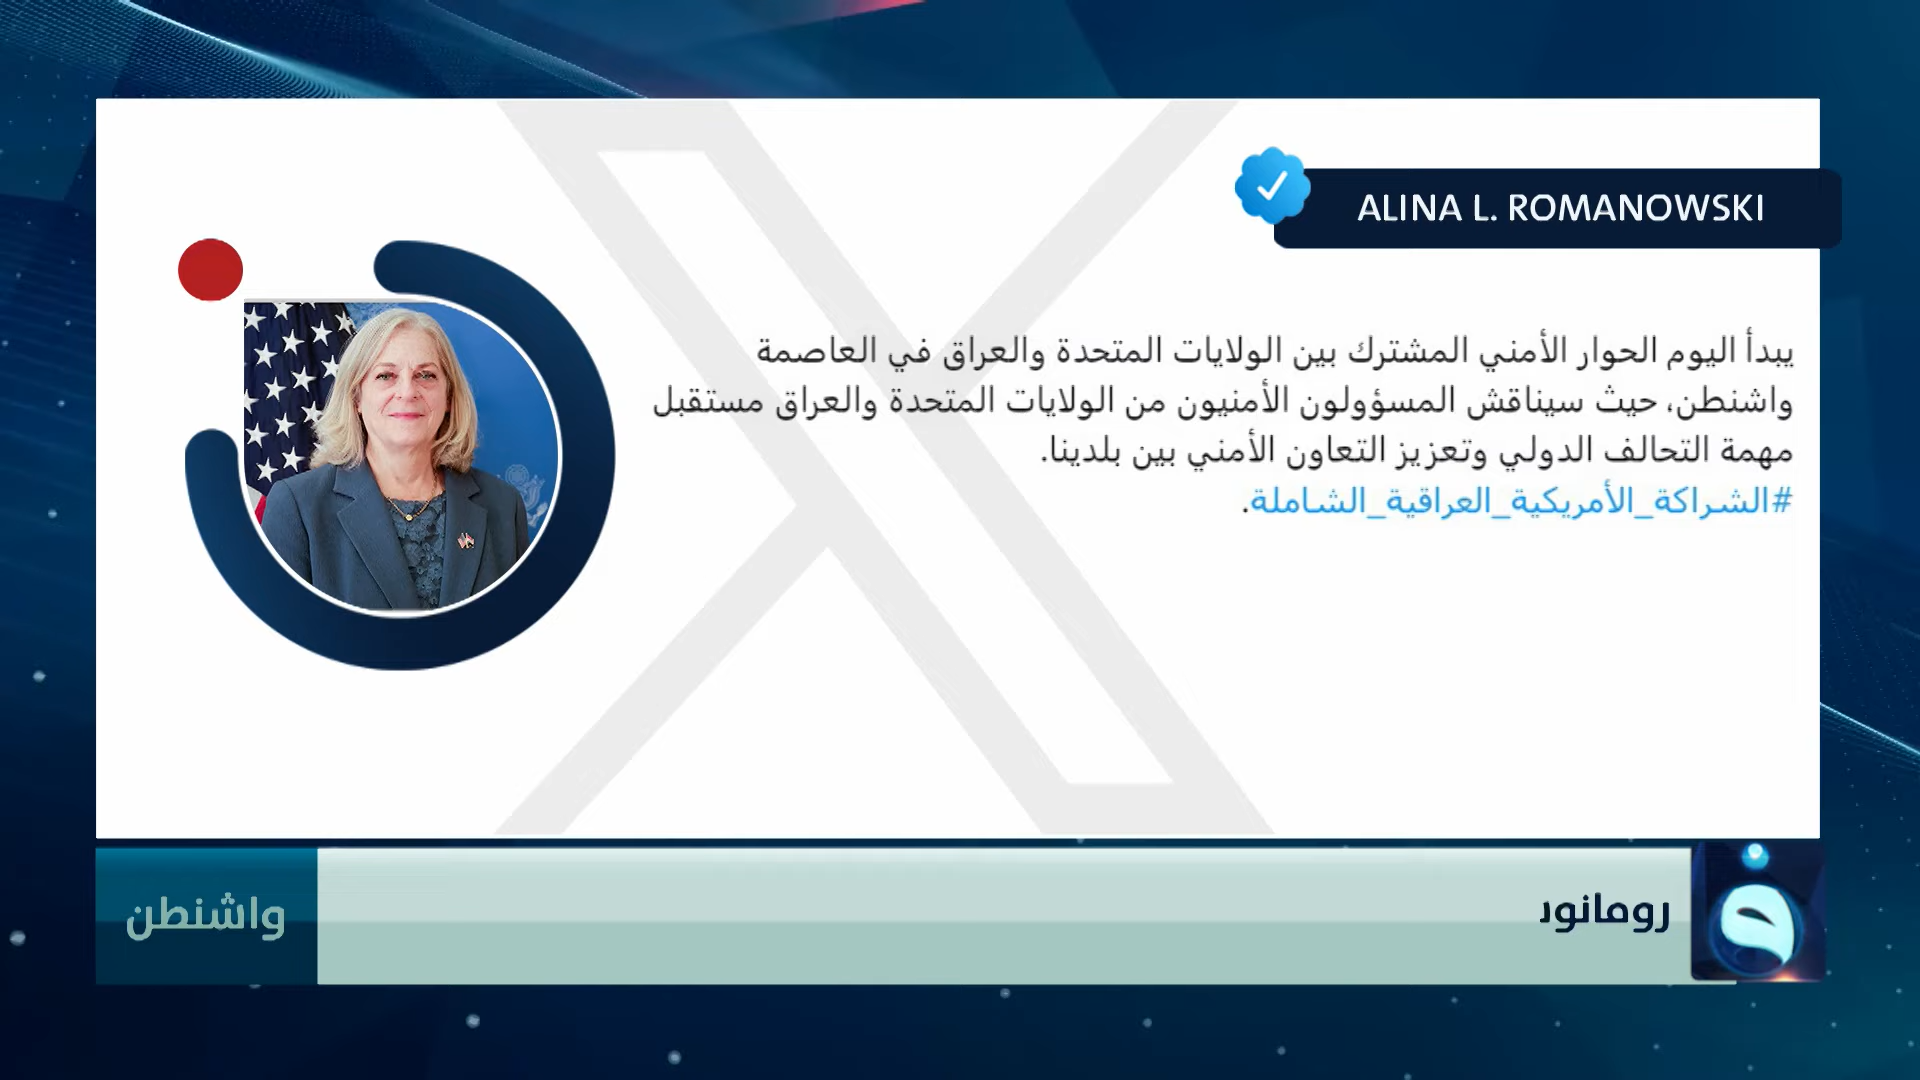 ALINA L. ROMANOWSKI
يبدأ اليوم الحوار الأمني المشترك بين الولايات المتحدة والعراق في العاصمة
واشنطن، حيث سيناقش المسؤولون الأمنيون من الولايات المتحدة والعراق مستقبل
مهمة التحالف الدولي وتعزيز التعاون الأمني بين بلدينا.
#الشراكة_الأمريكية_العراقية_الشاملة.
رومانو
واشنطن